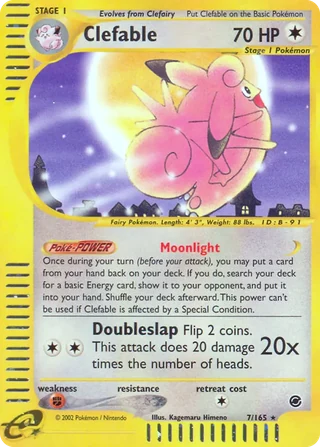 STAGE 1
Evolves from Clefairy
Put Clefable on the Basic Pokémon
Clefable
70 HP
Stage 1 Pokémon
Fairy Pokémon. Length: 4' 3", Weight: 88 lbs. ID: B - 91
Poké-POWER Moonlight
Once during your turn (before your attack), you may put a
card from your hand back on your deck. If you do, search your deck
for a basic Energy card, show it to your opponent, and put it
into your hand. Shuffle your deck afterward. This power can't
be used if Clefable is affected by a Special Condition.
Doubleslap Flip 2 coins.
This attack does 20 damage
times the number of heads.
20x
weakness
resistance
retreat cost
e
© 2002 Pokémon / Nintendo
Illus. Kagemaru Himeno
7/165 ★